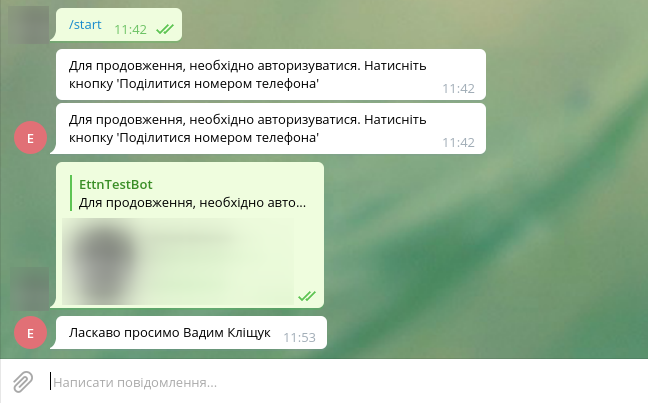 /start
11:42
Для продовження, необхідно авторизуватися. Натисніть
кнопку 'Поділитися номером телефона'
11:42
Для продовження, необхідно авторизуватися. Натисніть
кнопку 'Поділитися номером телефона'
11:42
E
EttnTestBot
Для продовження, необхідно авто...
E
Ласкаво просимо Вадим Кліщук
11:53
Написати повідомлення...